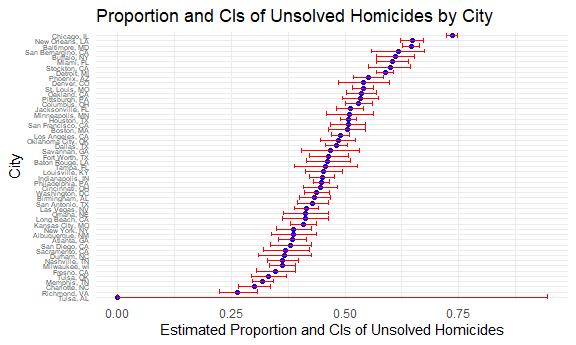 Proportion and CIs of Unsolved Homicides by City
City
Chicago, IL
New Orleans, LA
Baltimore, MD
San Bernardino, CA
Buffalo, NY
Miami, FL
Stockton, CA
Detroit, MI
Phoenix, AZ
Denver, CO
St. Louis, MO
Oakland, CA
Pittsburgh, PA
Columbus, OH
Jacksonville, FL
Minneapolis, MN
Houston, TX
San Francisco, CA
Boston, MA
Los Angeles, CA
Oklahoma City, OK
Dallas, TX
Savannah, GA
Fort Worth, TX
Baton Rouge, LA
Tampa, FL
Louisville, KY
Indianapolis, IN
Philadelphia, PA
Cincinnati, OH
Washington, DC
Birmingham, AL
San Antonio, TX
Las Vegas, NV
Omaha, NE
Long Beach, CA
Kansas City, MO
New York, NY
Albuquerque, NM
Atlanta, GA
San Diego, CA
Sacramento, CA
Durham, NC
Nashville, TN
Milwaukee, wI
Fresno, CA
Tulsa, OK
Memphis, TN
Charlotte, NC
Richmond, VA
Tulsa, AL
0.00 0.25 0.50 0.75
Estimated Proportion and CIs of Unsolved Homicides